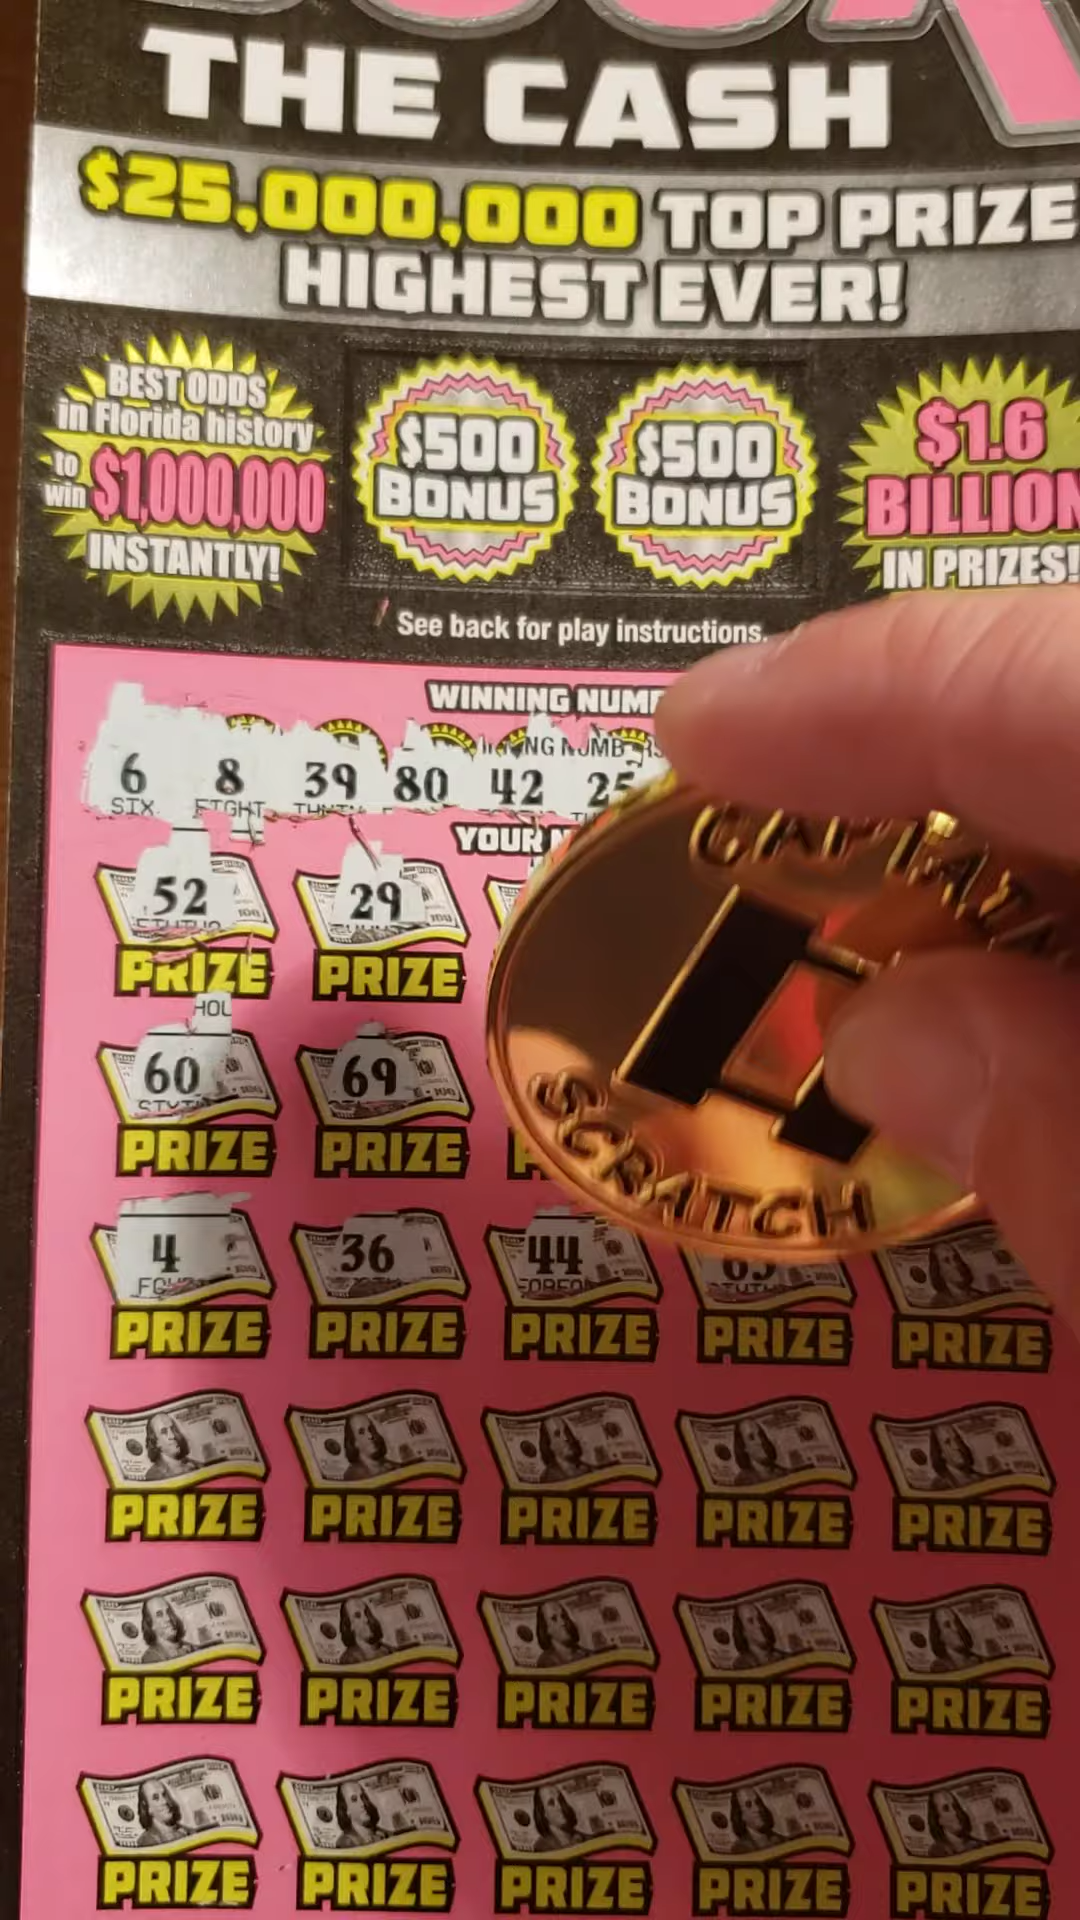 THE CASH
$25,000,000 TOP PRIZE
HIGHEST EVER!
BEST ODDS
in Florida history
to win $1,000,000
INSTANTLY!
$500
BONUS
$500
BONUS
$1.6
BILLION
IN PRIZES!
See back for play instructions.
WINNING
6 8 39 80 42 25
SIX
YOUR
52 29
PRIZE PRIZE
60 69
PRIZE PRIZE
4 36 44
PRIZE PRIZE PRIZE PRIZE PRIZE
PRIZE PRIZE PRIZE PRIZE PRIZE
PRIZE PRIZE PRIZE PRIZE PRIZE
PRIZE PRIZE PRIZE PRIZE PRIZE
SCRATCH